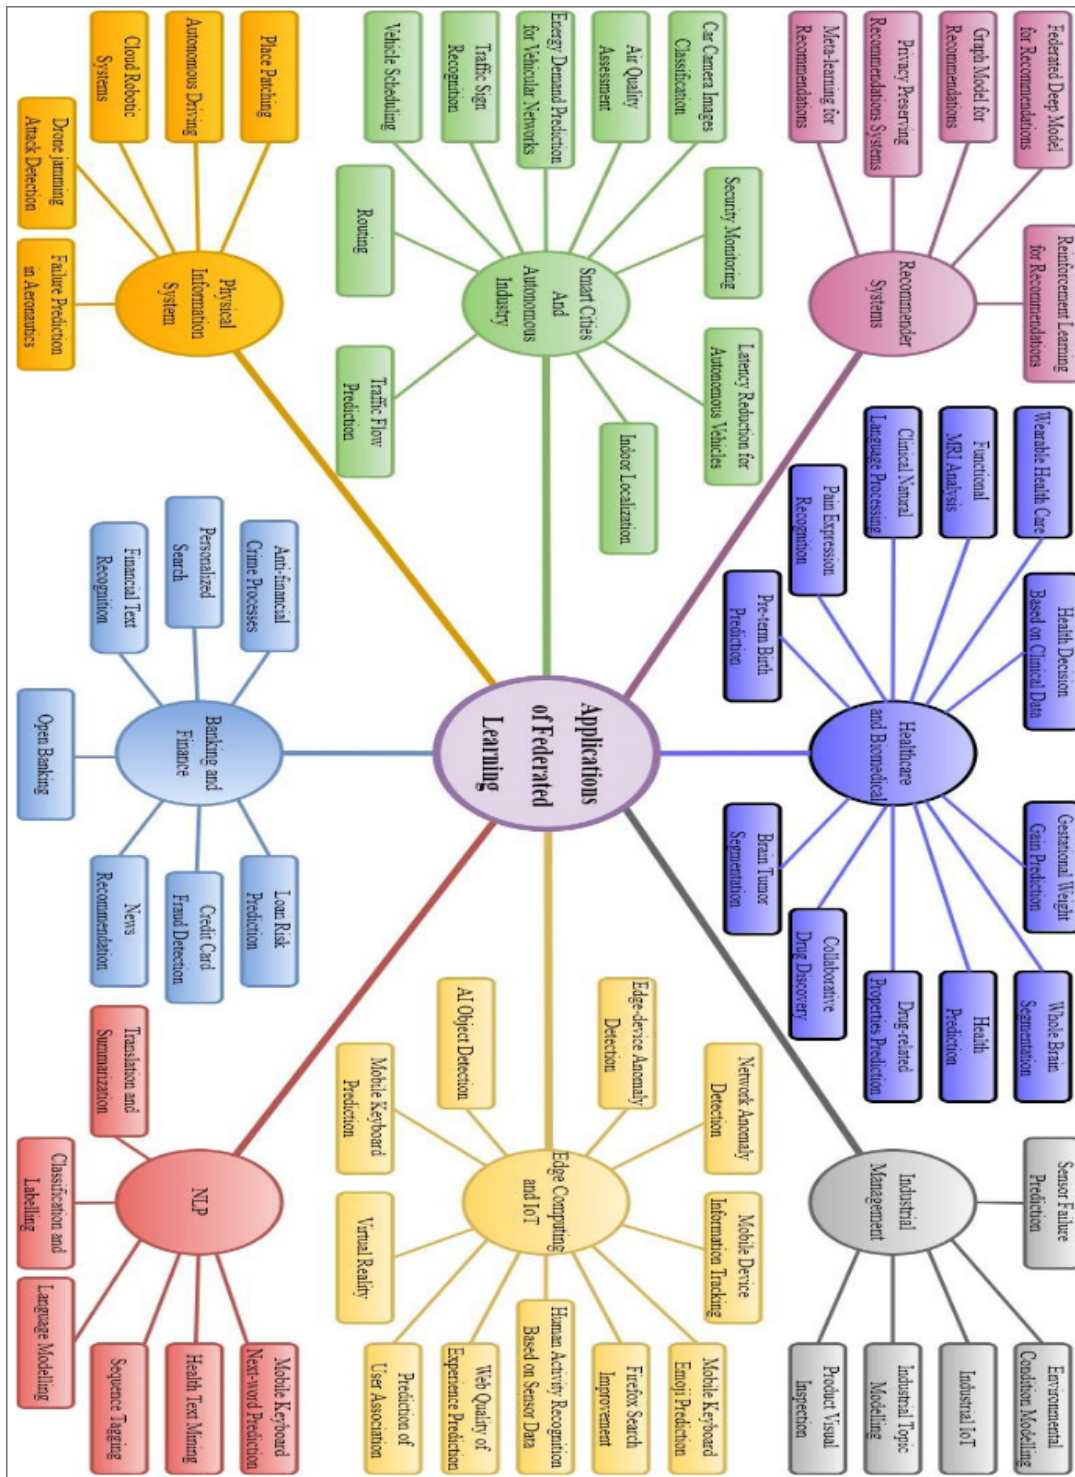 Federated Deep Model
for Recommendations
Graph Model for
Recommendations
Privacy Preserving
Recomendations Systems
Meta-learning for
Recommendations
Reinforcement Learning
for Recommendations
Recommender
Systems
Wearable Health Care
Functional
MRI Analysis
Clinical Natural
Language Processing
Pain Expression
Recognition
Pre-term Birth
Prediction
Health Decision
Based on Clinical Data
Healthcare
and Biomedical
Gestational Weight
Gain Prediction
Whole Brain
Segmentation
Health
Prediction
Drug-related
Properties Prediction
Collaborative
Drug Discovery
Brain Tumor
Segmentation
Sensor Failure
Prediction
Industrial
Management
Environmental
Condition Modelling
Industrial IoT
Industrial Topic
Modelling
Product Visual
Inspection
Car Camera Images
Classification
Air Quality
Assessment
Energy Demand Prediction
for Vehicular Networks
Traffic Sign
Recognition
Vehicle Scheduling
Security Monitoring
Routing
Smart Cities
And
Autonomous
Industry
Latency Reduction for
Autonomous Vehicles
Indoor Localization
Traffic Flow
Prediction
Applications
of Federated
Learning
Network Anomaly
Detection
Edge-device Anomaly
Detection
AI Object Detection
Mobile Keyboard
Prediction
Edge Computing
and IoT
Mobile Device
Information Tracking
Virtual Reality
Mobile Keyboard
Emoji Prediction
Firefox Search
Improvement
Human Activity Recognition
Based on Sensor Data
Web Quality of
Experience Prediction
Prediction of
User Association
Place Patching
Autonomous Driving
Cloud Robotic
Systems
Drone jamming
Attack Detection
Failure Prediction
in Aeronautics
Physical
Information
System
Anti-financial
Crime Processes
Personalized
Search
Financial Text
Recognition
Open Banking
Banking and
Finance
Loan Risk
Prediction
Credit Card
Fraud Detection
News
Recommendation
Translation and
Summarization
Classification and
Labelling
NLP
Mobile Keyboard
Next-word Prediction
Health Text Mining
Sequence Tagging
Language Modelling